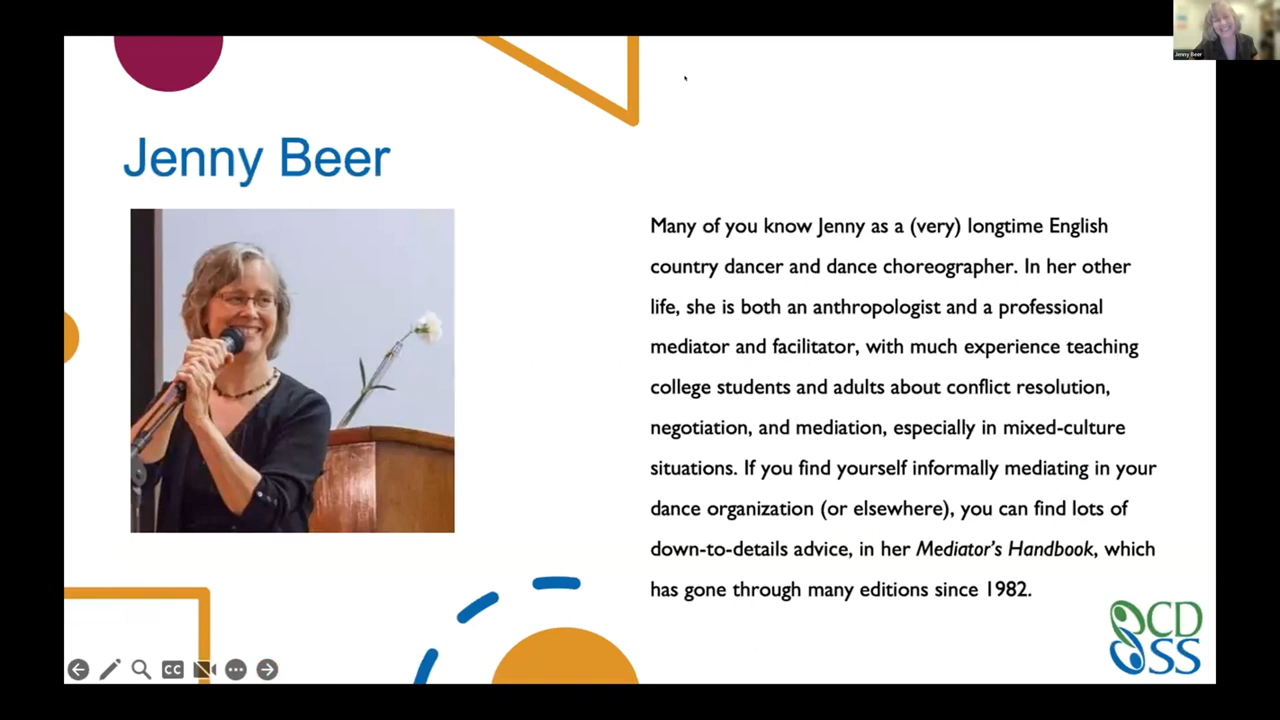 Jenny Beer
Jenny Beer
Many of you know Jenny as a (very) longtime English
country dancer and dance choreographer. In her other
life, she is both an anthropologist and a professional
mediator and facilitator, with much experience teaching
college students and adults about conflict resolution,
negotiation, and mediation, especially in mixed-culture
situations. If you find yourself informally mediating in your
dance organization (or elsewhere), you can find lots of
down-to-details advice, in her Mediator's Handbook, which
has gone through many editions since 1982.
CD
SS
CC